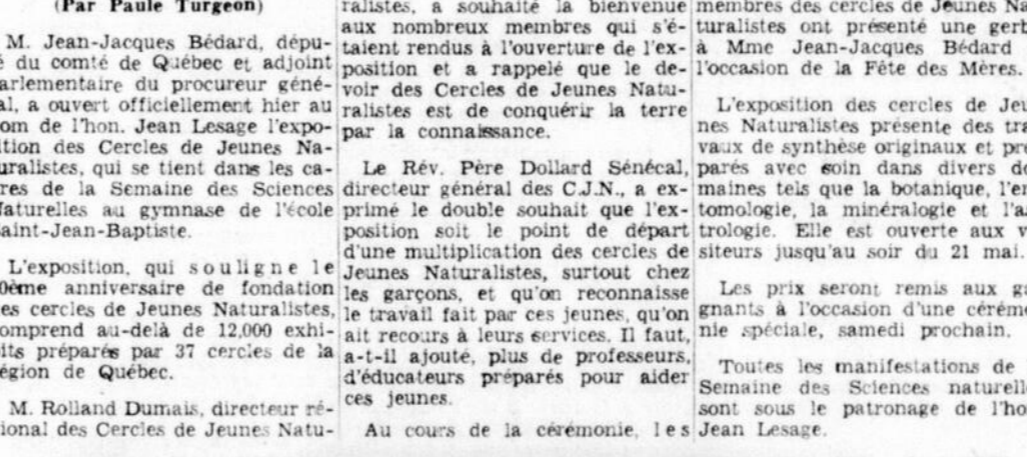 (Par Paule Turgeon)
M. Jean-Jacques Bédard, dépu-
é du comté de Québec et adjoint
arlementaire du procureur géné-
al, a ouvert officiellement hier au
om de l'hon. Jean Lesage l'expo-
ition des Cercles de Jeunes Na-
uralistes, qui se tient dans les ca-
res de la Semaine des Sciences
Naturelles au gymnase de l'école
Saint-Jean-Baptiste.
L'exposition, qui souligne le
0ème anniversaire de fondation
es cercles de Jeunes Naturalistes,
omprend au-delà de 12,000 exhi-
its préparés par 37 cercles de la
égion de Québec.
M. Rolland Dumais, directeur ré-
ional des Cercles de Jeunes Natu-
ralistes, a souhaité la bienvenue
aux nombreux membres qui s'é-
taient rendus à l'ouverture de l'ex-
position et a rappelé que le de-
voir des Cercles de Jeunes Natu-
ralistes est de conquérir la terre
par la connaissance.
Le Rév. Père Dollard Sénécal,
directeur général des C.J.N., a ex-
primé le double souhait que l'ex-
position soit le point de départ
d'une multiplication des cercles de
Jeunes Naturalistes, surtout chez
les garçons, et qu'on reconnaisse
le travail fait par ces jeunes, qu'on
ait recours à leurs services. Il faut,
a-t-il ajouté, plus de professeurs,
d'éducateurs préparés pour aider
ces jeunes.
Au cours de la cérémonie, les
membres des cercles de Jeunes Na
turalistes ont présenté une gerb
à Mme Jean-Jacques Bédard
l'occasion de la Fête des Mères.
L'exposition des cercles de Jeu
nes Naturalistes présente des tra
vaux de synthèse originaux et pré
parés avec soin dans divers do
maines tels que la botanique, l'en
tomologie, la minéralogie et l'as
trologie. Elle est ouverte aux v
siteurs jusqu'au soir du 21 mai.
Les prix seront remis aux ga
gnants à l'occasion d'une cérémo
nie spéciale, samedi prochain.
Toutes les manifestations de
Semaine des Sciences naturelle
sont sous le patronage de l'ho
Jean Lesage.